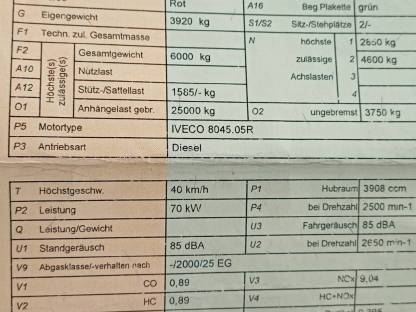 Rot A16 Beg.Plakette grün
G Eigengewicht 3920 kg S1/S2 Sitz-/Stehplätze 2/-
F1 Techn. zul. Gesamtmasse N höchste 1 2850 kg
F2 Höchste(s) zulässige(s) Gesamtgewicht 6000 kg zulässige 2 4600 kg
A10 Nutzlast Achslasten 3
A12 Stütz-/Sattellast 1585/- kg 4
O1 Anhängelast gebr. 25000 kg O2 ungebremst 3750 kg
P5 Motortype IVECO 8045.05R
P3 Antriebsart Diesel
T Höchstgeschw. 40 km/h P1 Hubraum 3908 ccm
P2 Leistung 70 kW P4 bei Drehzahl 2500 min-1
Q Leistung/Gewicht U3 Fahrgeräusch 85 dBA
U1 Standgeräusch 85 dBA U2 bei Drehzahl 2650 min-1
V9 Abgasklasse/-verhalten nach -/2000/25 EG
V1 CO 0,89 V3 NOx 9,04
V2 HC 0,89 V4 HC+NOx